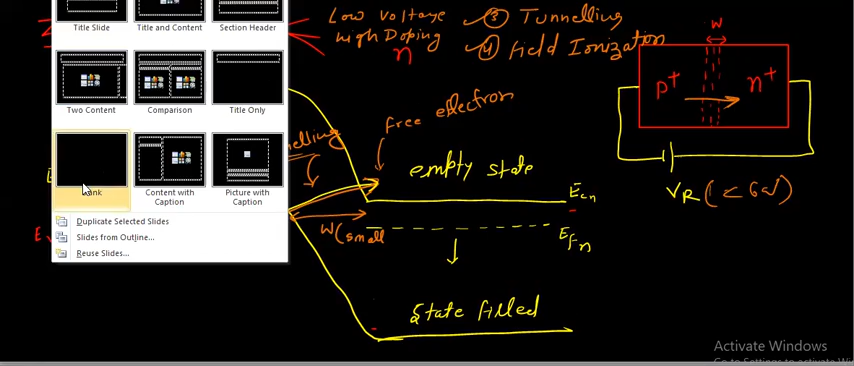 Title Slide
Title and Content
Section Header
Two Content
Comparison
Title Only
Content with Caption
Picture with Caption
Duplicate Selected Slides
Slides from Outline...
Reuse Slides...
Low Voltage
high Doping
n
③ Tunnelling
④ Field Ionization
W
p+ n+
VR (< 6V)
free electron
empty state
Ecn
W(small
EFn
State filled
Activate Windows